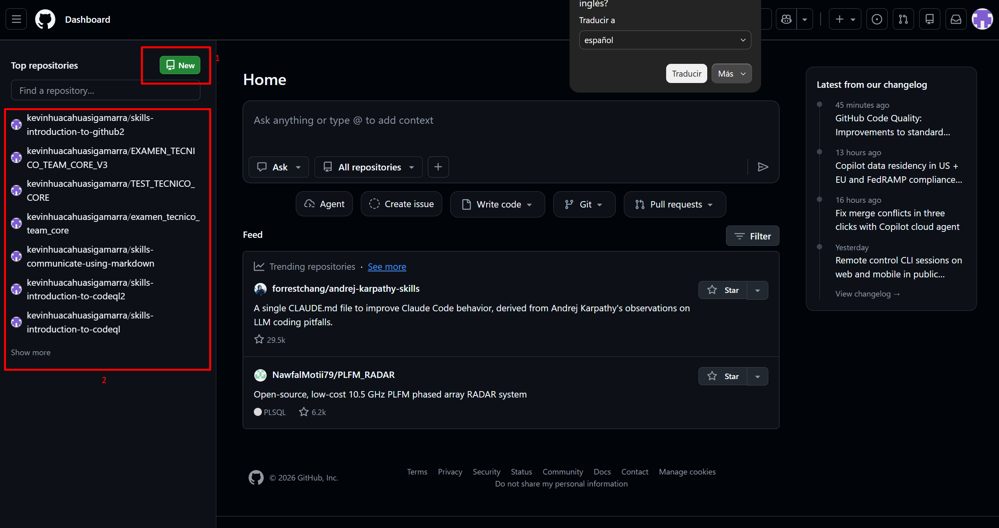 Dashboard
inglés?
Traducir a
español
Traducir
Más
Top repositories
New
1
Find a repository...
kevinhuacahuasigamarra/skills-
introduction-to-github2
kevinhuacahuasigamarra/EXAMEN_TECNI
CO_TEAM_CORE_V3
kevinhuacahuasigamarra/TEST_TECNICO_
CORE
kevinhuacahuasigamarra/examen_tecnico_
team_core
kevinhuacahuasigamarra/skills-
communicate-using-markdown
kevinhuacahuasigamarra/skills-
introduction-to-codeql2
kevinhuacahuasigamarra/skills-
introduction-to-codeql
Show more
2
Home
Ask anything or type @ to add context
Ask
All repositories
Agent
Create issue
Write code
Git
Pull requests
Feed
Filter
Trending repositories · See more
forrestchang/andrej-karpathy-skills
Star
A single CLAUDE.md file to improve Claude Code behavior, derived from Andrej Karpathy's observations on
LLM coding pitfalls.
29.5k
NawfalMotii79/PLFM_RADAR
Star
Open-source, low-cost 10.5 GHz PLFM phased array RADAR system
PLSQL 6.2k
Latest from our changelog
45 minutes ago
GitHub Code Quality:
Improvements to standard...
13 hours ago
Copilot data residency in US +
EU and FedRAMP compliance...
16 hours ago
Fix merge conflicts in three
clicks with Copilot cloud agent
Yesterday
Remote control CLI sessions on
web and mobile in public...
View changelog →
© 2026 GitHub, Inc.
Terms Privacy Security Status Community Docs Contact Manage cookies
Do not share my personal information